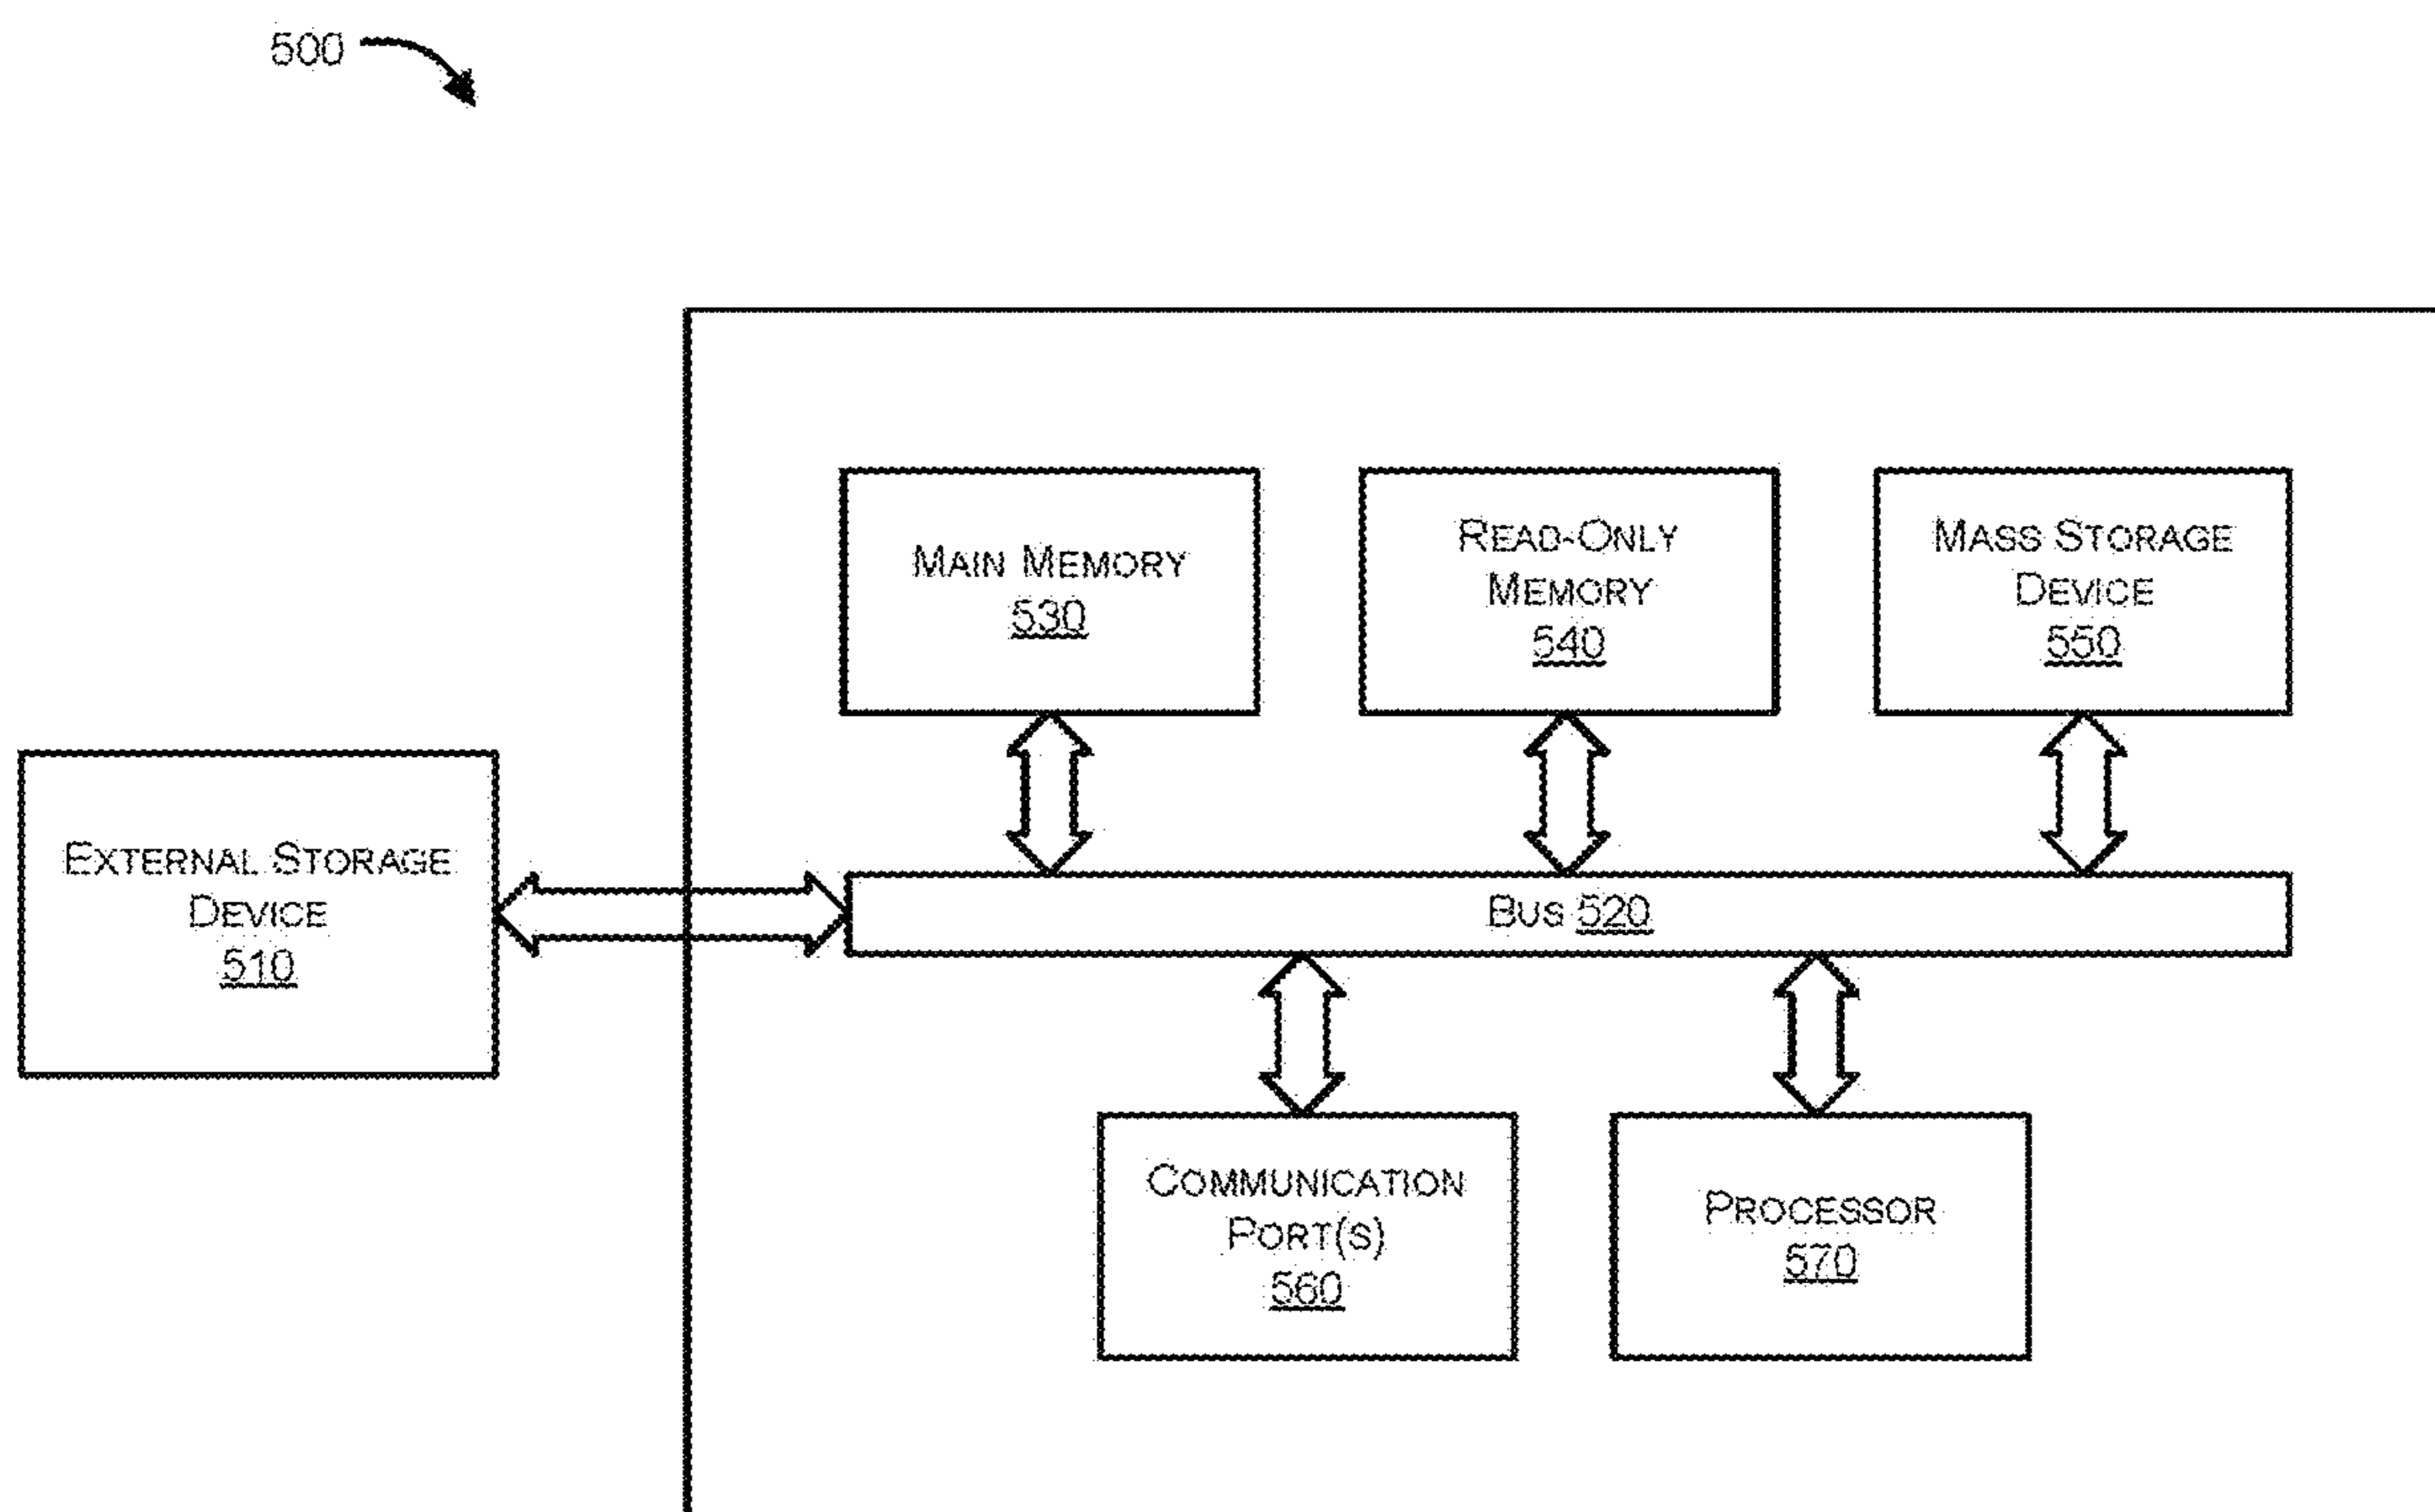 500
MAIN MEMORY
530
READ-ONLY
MEMORY
540
MASS STORAGE
DEVICE
550
EXTERNAL STORAGE
DEVICE
510
BUS 520
COMMUNICATION
PORT(S)
560
PROCESSOR
570